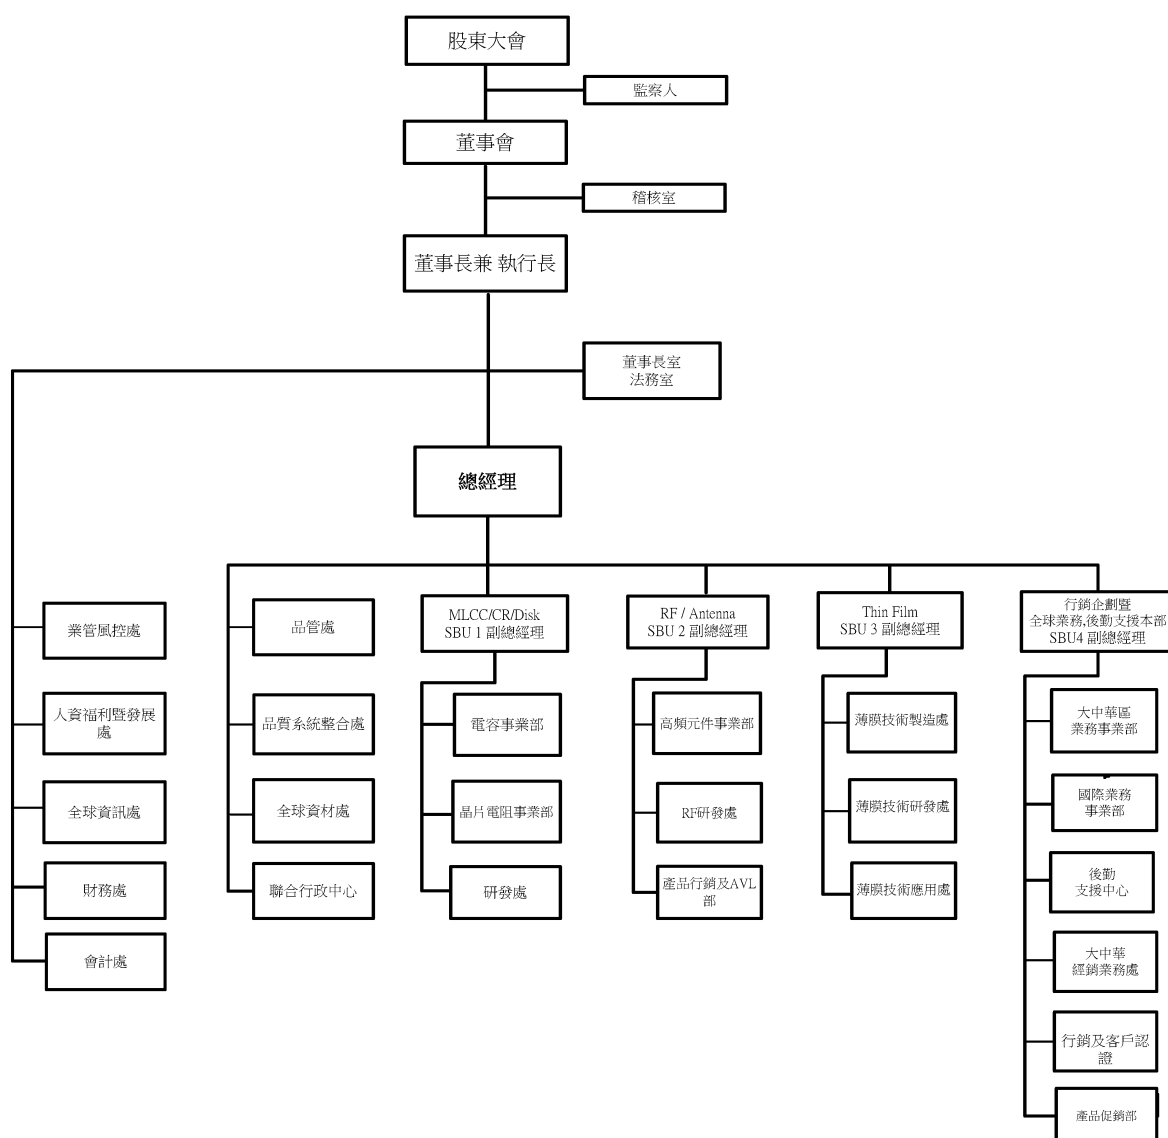 股東大會
監察人
董事會
稽核室
董事長兼 執行長
董事長室
法務室
總經理
業管風控處
人資福利暨發展
處
全球資訊處
財務處
會計處
品管處
品質系統整合處
全球資材處
聯合行政中心
MLCC/CR/Disk
SBU 1 副總經理
電容事業部
晶片電阻事業部
研發處
RF / Antenna
SBU 2 副總經理
高頻元件事業部
RF研發處
產品行銷及AVL
部
Thin Film
SBU 3 副總經理
薄膜技術製造處
薄膜技術研發處
薄膜技術應用處
行銷企劃暨
全球業務,後勤支援本部
SBU4 副總經理
大中華區
業務事業部
國際業務
事業部
後勤
支援中心
大中華
經銷業務處
行銷及客戶認
證
產品促銷部